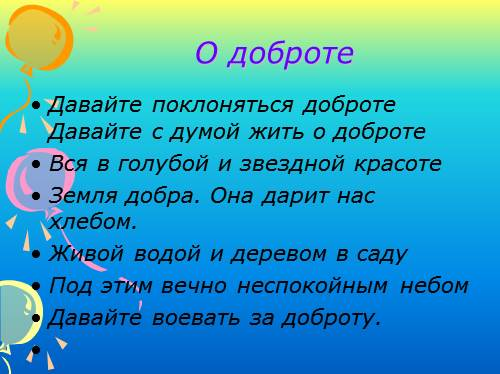 О доброте
• Давайте поклоняться доброте
Давайте с думой жить о доброте
• Вся в голубой и звездной красоте
• Земля добра. Она дарит нас
хлебом.
• Живой водой и деревом в саду
• Под этим вечно неспокойным небом
• Давайте воевать за доброту.
•